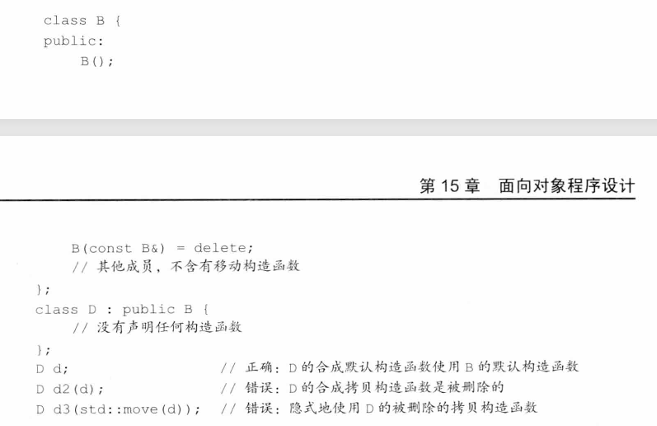 class B {
public:
    B();
第 15 章 面向对象程序设计
    B(const B&) = delete;
    // 其他成员，不含有移动构造函数
};
class D : public B {
    // 没有声明任何构造函数
};
D d; // 正确：D 的合成默认构造函数使用 B 的默认构造函数
D d2(d); // 错误：D 的合成拷贝构造函数是被删除的
D d3(std::move(d)); // 错误：隐式地使用 D 的被删除的拷贝构造函数